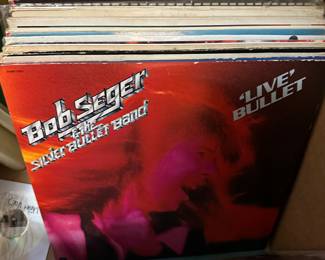 Bob Seger
& the
Silver Bullet Band
'LIVE'
BULLET